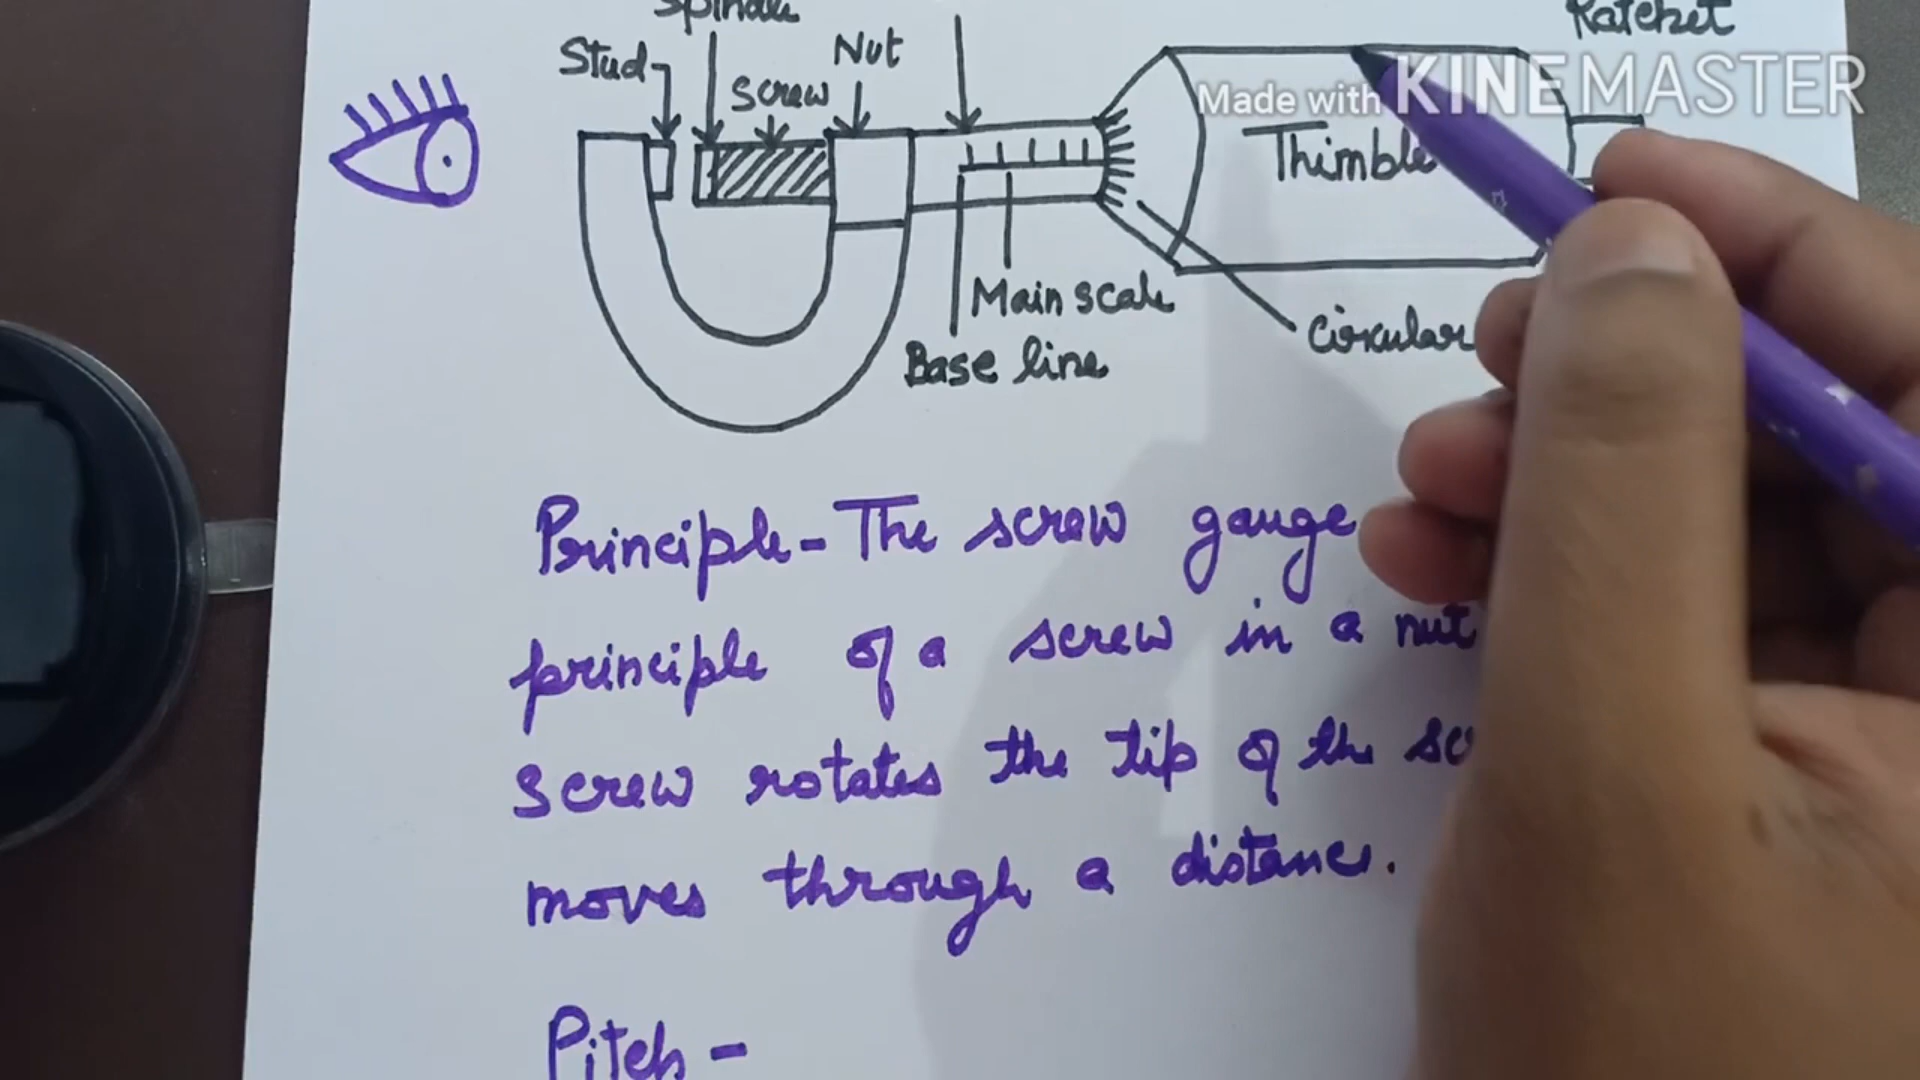 Spindle
Ratchet
Stud
Nut
Screw
Made with KINEMASTER
Thimble
Main scale
Circular
Base line
Principle - The screw gauge
principle of a screw in a nut
screw rotates the tip of the sc
moves through a distance.
Pitch -